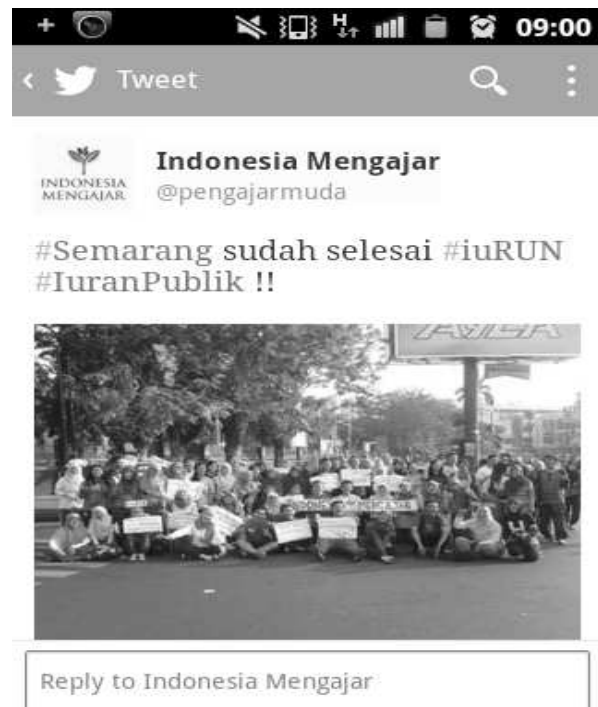 H
09:00
Tweet
INDONESIA
MENGAJAR
Indonesia Mengajar
@pengajarmuda
#Semarang sudah selesai #iuRUN
#IuranPublik !!
Reply to Indonesia Mengajar